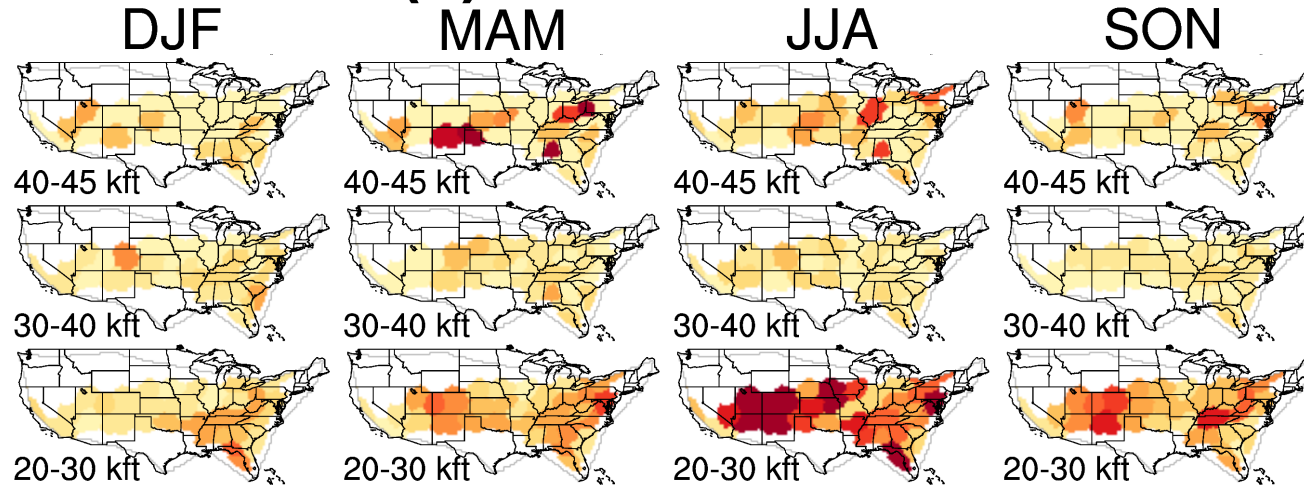 DJF MAM JJA SON
40-45 kft 40-45 kft 40-45 kft 40-45 kft
30-40 kft 30-40 kft 30-40 kft 30-40 kft
20-30 kft 20-30 kft 20-30 kft 20-30 kft